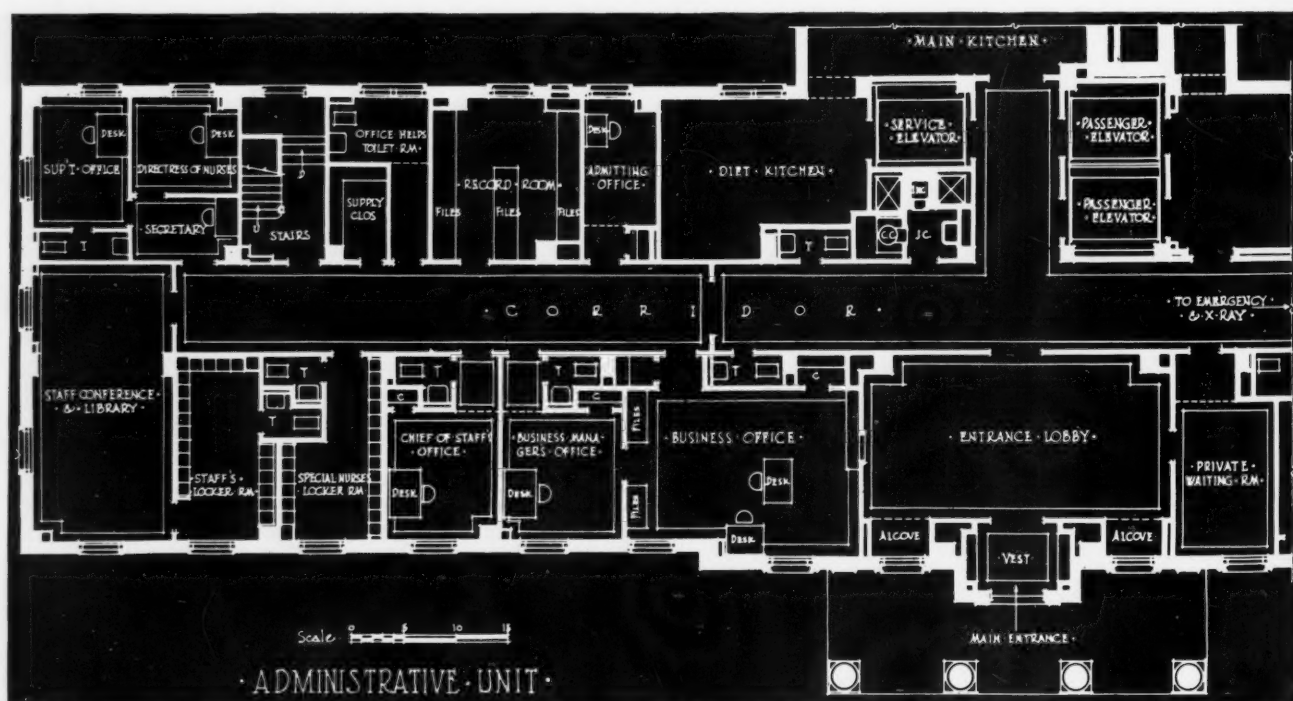 · MAIN · KITCHEN ·
SUP'T · OFFICE
DESK
DIRECTRESS OF NURSES
DESK
SECRETARY
T
STAIRS
D
OFFICE HELPS
TOILET RM.
SUPPLY
CLOS
· RECORD · ROOM ·
FILES
FILES
FILES
DESK
ADMITTING
OFFICE
· DIET · KITCHEN ·
· SERVICE ·
ELEVATOR
C.C.
J.C.
T
· PASSENGER ·
ELEVATOR
· PASSENGER ·
ELEVATOR
· C O R R I D O R ·
· TO EMERGENCY ·
& X-RAY
STAFF CONFERENCE
· & · LIBRARY ·
· STAFF'S ·
LOCKER RM.
T
T
SPECIAL NURSES
LOCKER RM
T
C
CHIEF OF STAFF'S
· OFFICE ·
DESK
T
C
· BUSINESS MANA-
GERS OFFICE ·
DESK
FILES
FILES
T
C
· BUSINESS · OFFICE ·
DESK
DESK
· ENTRANCE · LOBBY ·
ALCOVE
· VEST ·
ALCOVE
· PRIVATE ·
WAITING · RM.
MAIN ENTRANCE ·
Scale
0 5 10 15
· ADMINISTRATIVE · UNIT ·